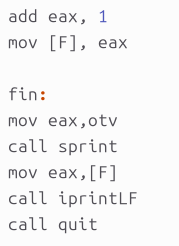 add eax, 1
mov [F], eax
fin:
mov eax,otv
call sprint
mov eax,[F]
call iprintLF
call quit